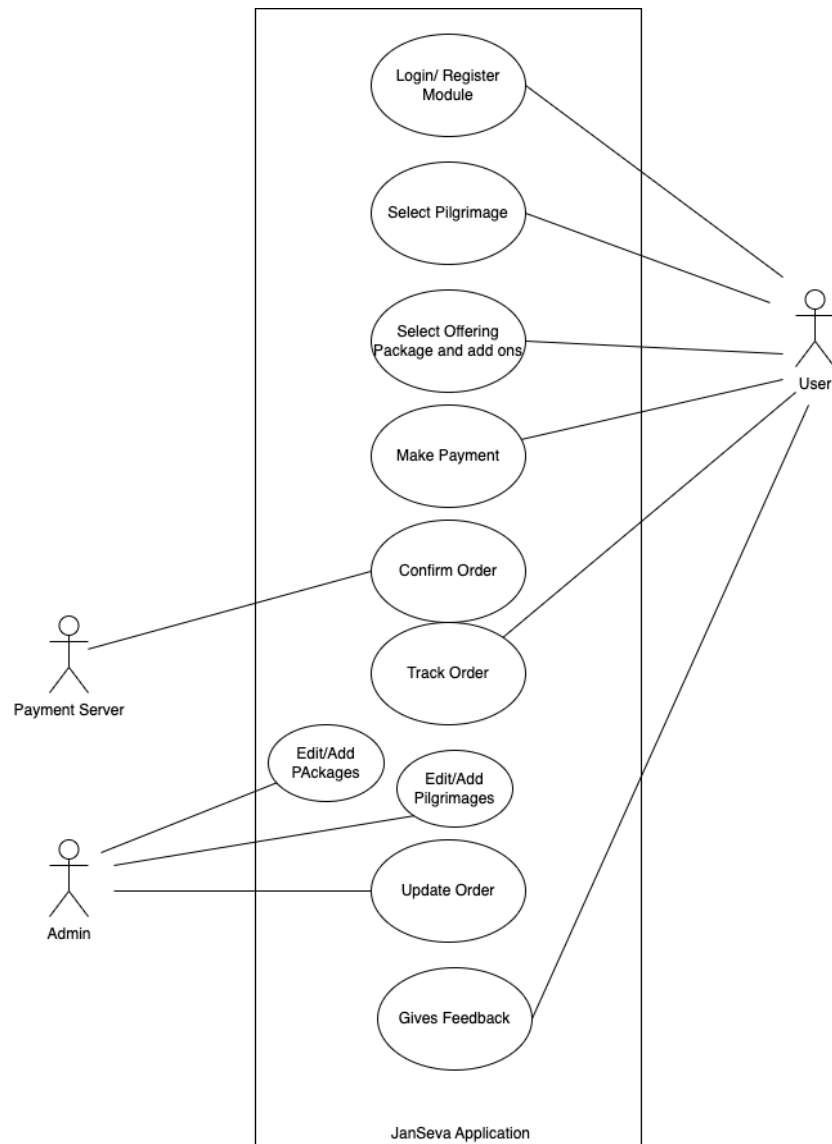 Login/ Register
Module
Select Pilgrimage
Select Offering
Package and add ons
User
Make Payment
Confirm Order
Track Order
Payment Server
Edit/Add
PAckages
Edit/Add
Pilgrimages
Update Order
Admin
Gives Feedback
JanSeva Application